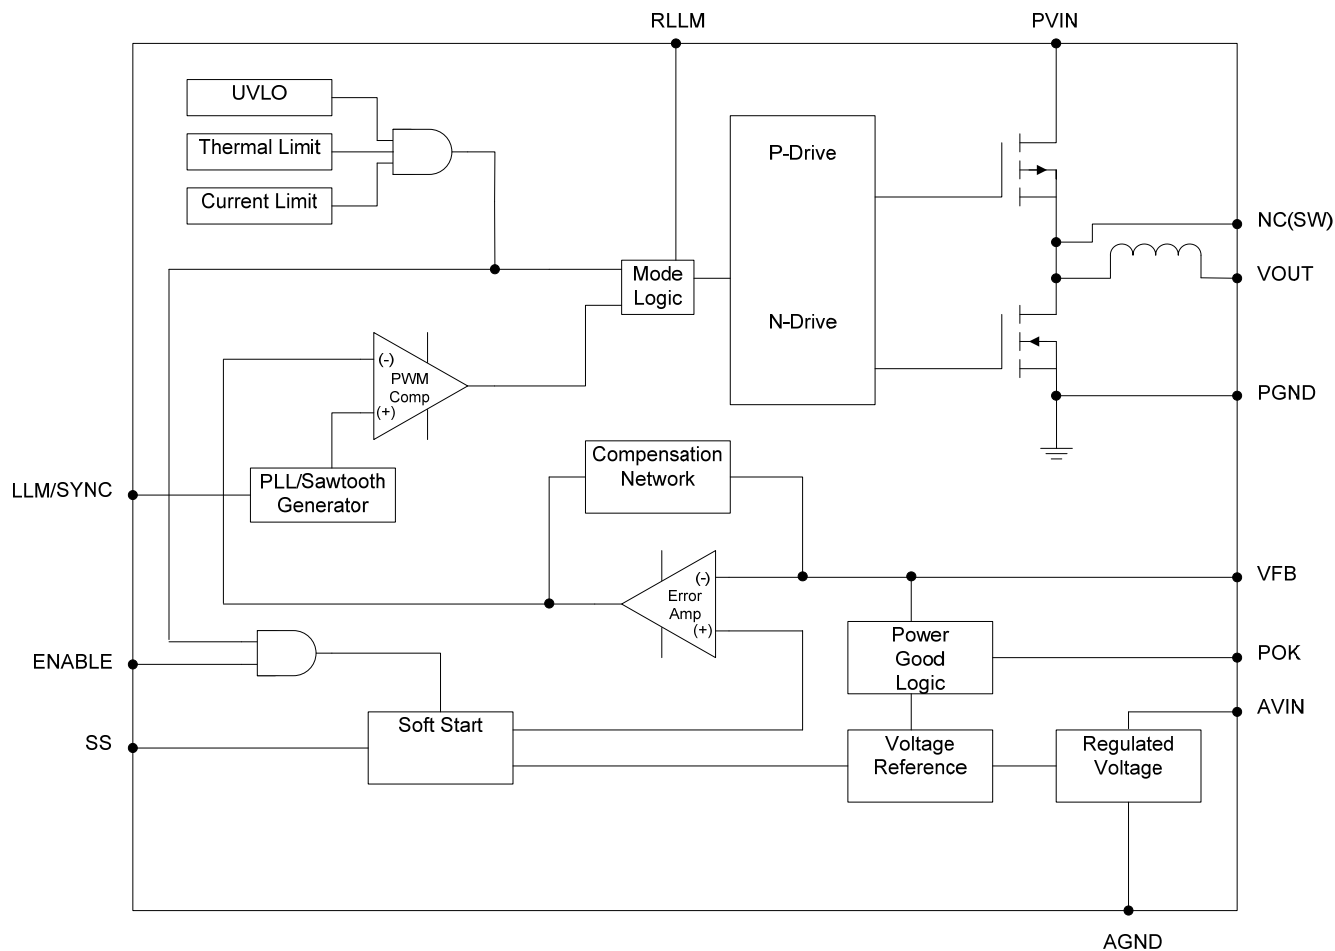 RLLM
PVIN
UVLO
Thermal Limit
Current Limit
P-Drive
N-Drive
NC(SW)
VOUT
Mode
Logic
(-)
PWM
Comp
(+)
PGND
Compensation
Network
LLM/SYNC
PLL/Sawtooth
Generator
VFB
(-)
Error
Amp
(+)
Power
Good
Logic
POK
ENABLE
AVIN
SS
Soft Start
Voltage
Reference
Regulated
Voltage
AGND